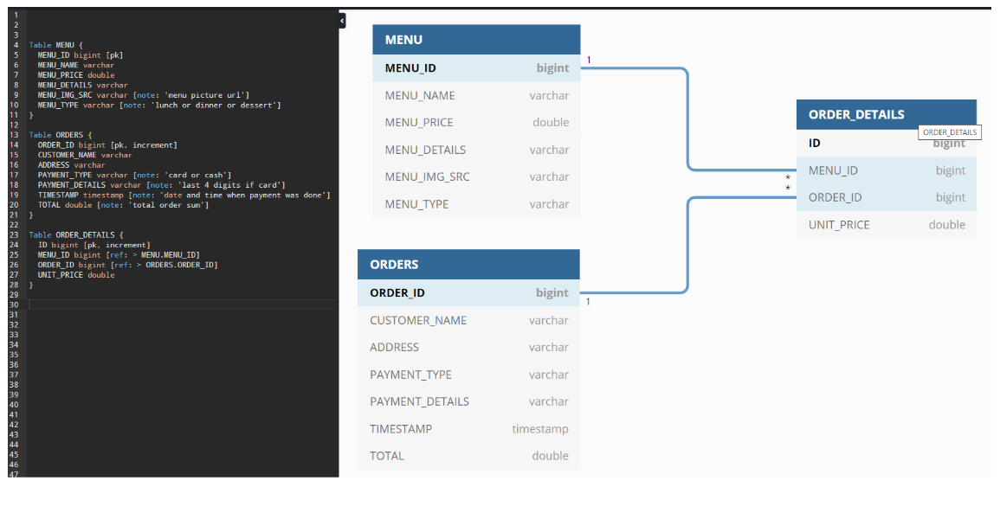 1
2
3
4 Table MENU {
5 MENU_ID bigint [pk]
6 MENU_NAME varchar
7 MENU_PRICE double
8 MENU_DETAILS varchar
9 MENU_IMG_SRC varchar [note: 'menu picture url']
10 MENU_TYPE varchar [note: 'lunch or dinner or dessert']
11 }
12
13 Table ORDERS {
14 ORDER_ID bigint [pk, increment]
15 CUSTOMER_NAME varchar
16 ADDRESS varchar
17 PAYMENT_TYPE varchar [note: 'card or cash']
18 PAYMENT_DETAILS varchar [note: 'last 4 digits if card']
19 TIMESTAMP timestamp [note: 'date and time when payment was done']
20 TOTAL double [note: 'total order sum']
21 }
22
23 Table ORDER_DETAILS {
24 ID bigint [pk, increment]
25 MENU_ID bigint [ref: > MENU.MENU_ID]
26 ORDER_ID bigint [ref: > ORDERS.ORDER_ID]
27 UNIT_PRICE double
28 }
29
30
31
32
33
34
35
36
37
38
39
40
41
42
43
44
45
46
47
MENU
MENU_ID bigint
MENU_NAME varchar
MENU_PRICE double
MENU_DETAILS varchar
MENU_IMG_SRC varchar
MENU_TYPE varchar
1
ORDERS
ORDER_ID bigint
CUSTOMER_NAME varchar
ADDRESS varchar
PAYMENT_TYPE varchar
PAYMENT_DETAILS varchar
TIMESTAMP timestamp
TOTAL double
1
ORDER_DETAILS
ORDER_DETAILS
ID bigint
MENU_ID bigint
ORDER_ID bigint
UNIT_PRICE double
*
*